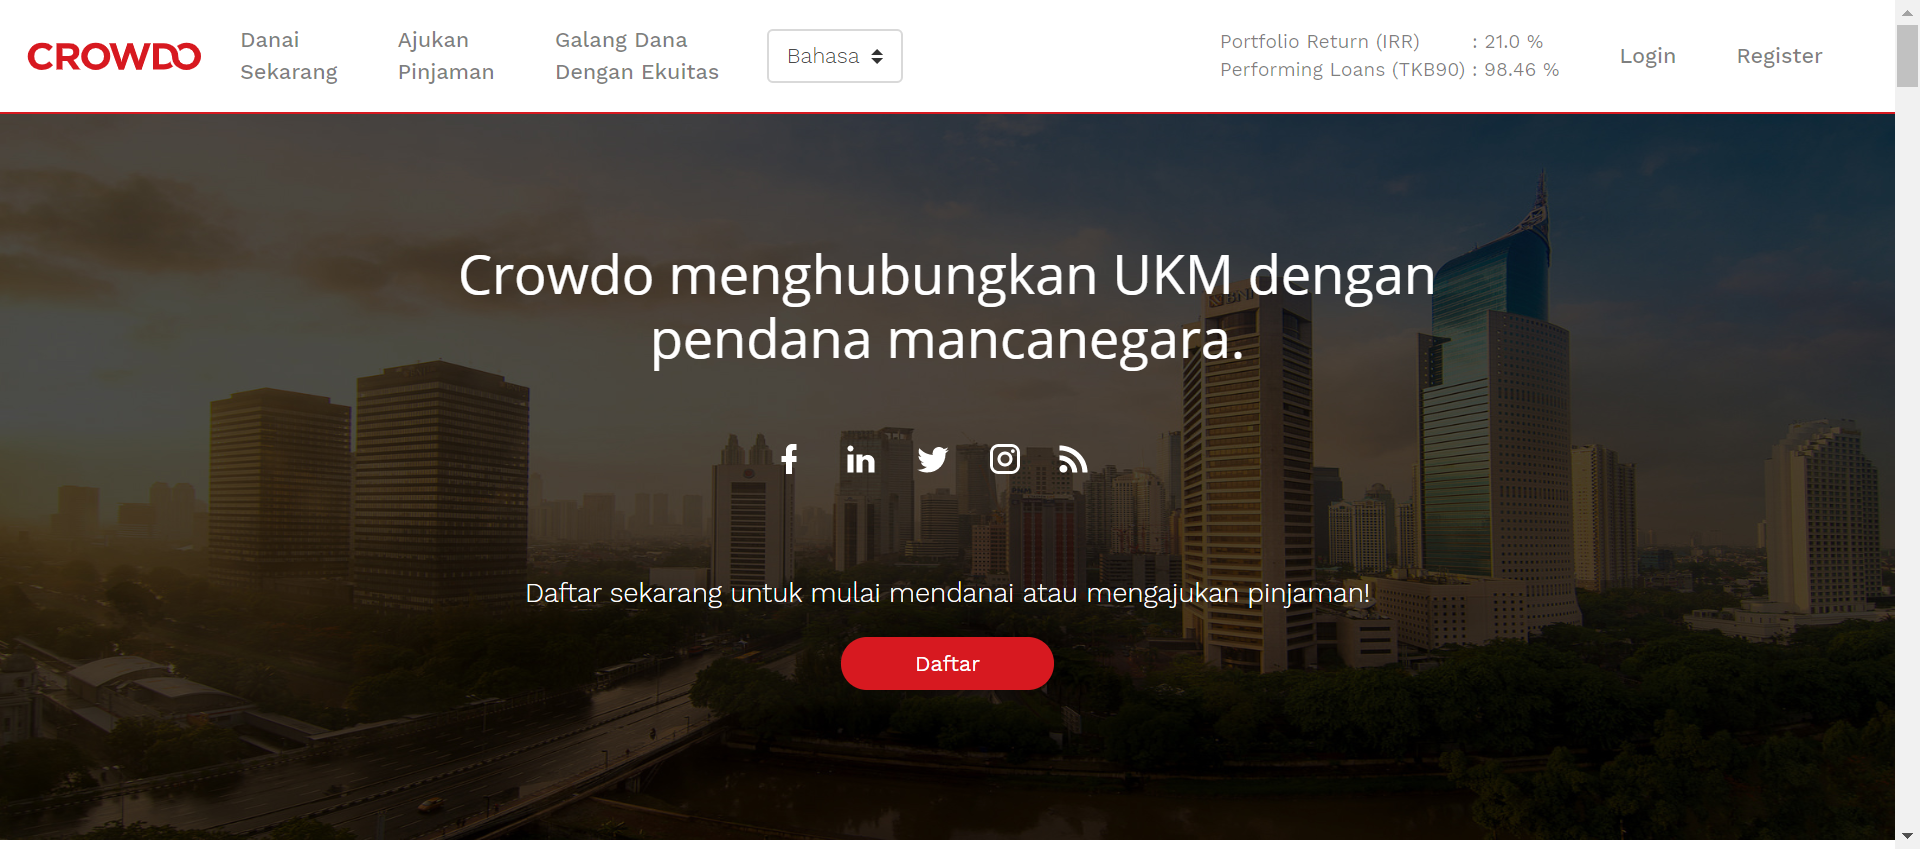 CROWDO
Danai
Sekarang
Ajukan
Pinjaman
Galang Dana
Dengan Ekuitas
Bahasa
Portfolio Return (IRR) : 21.0 %
Performing Loans (TKB90) : 98.46 %
Login
Register
Crowdo menghubungkan UKM dengan
pendana mancanegara.
BNI
Daftar sekarang untuk mulai mendanai atau mengajukan pinjaman!
Daftar